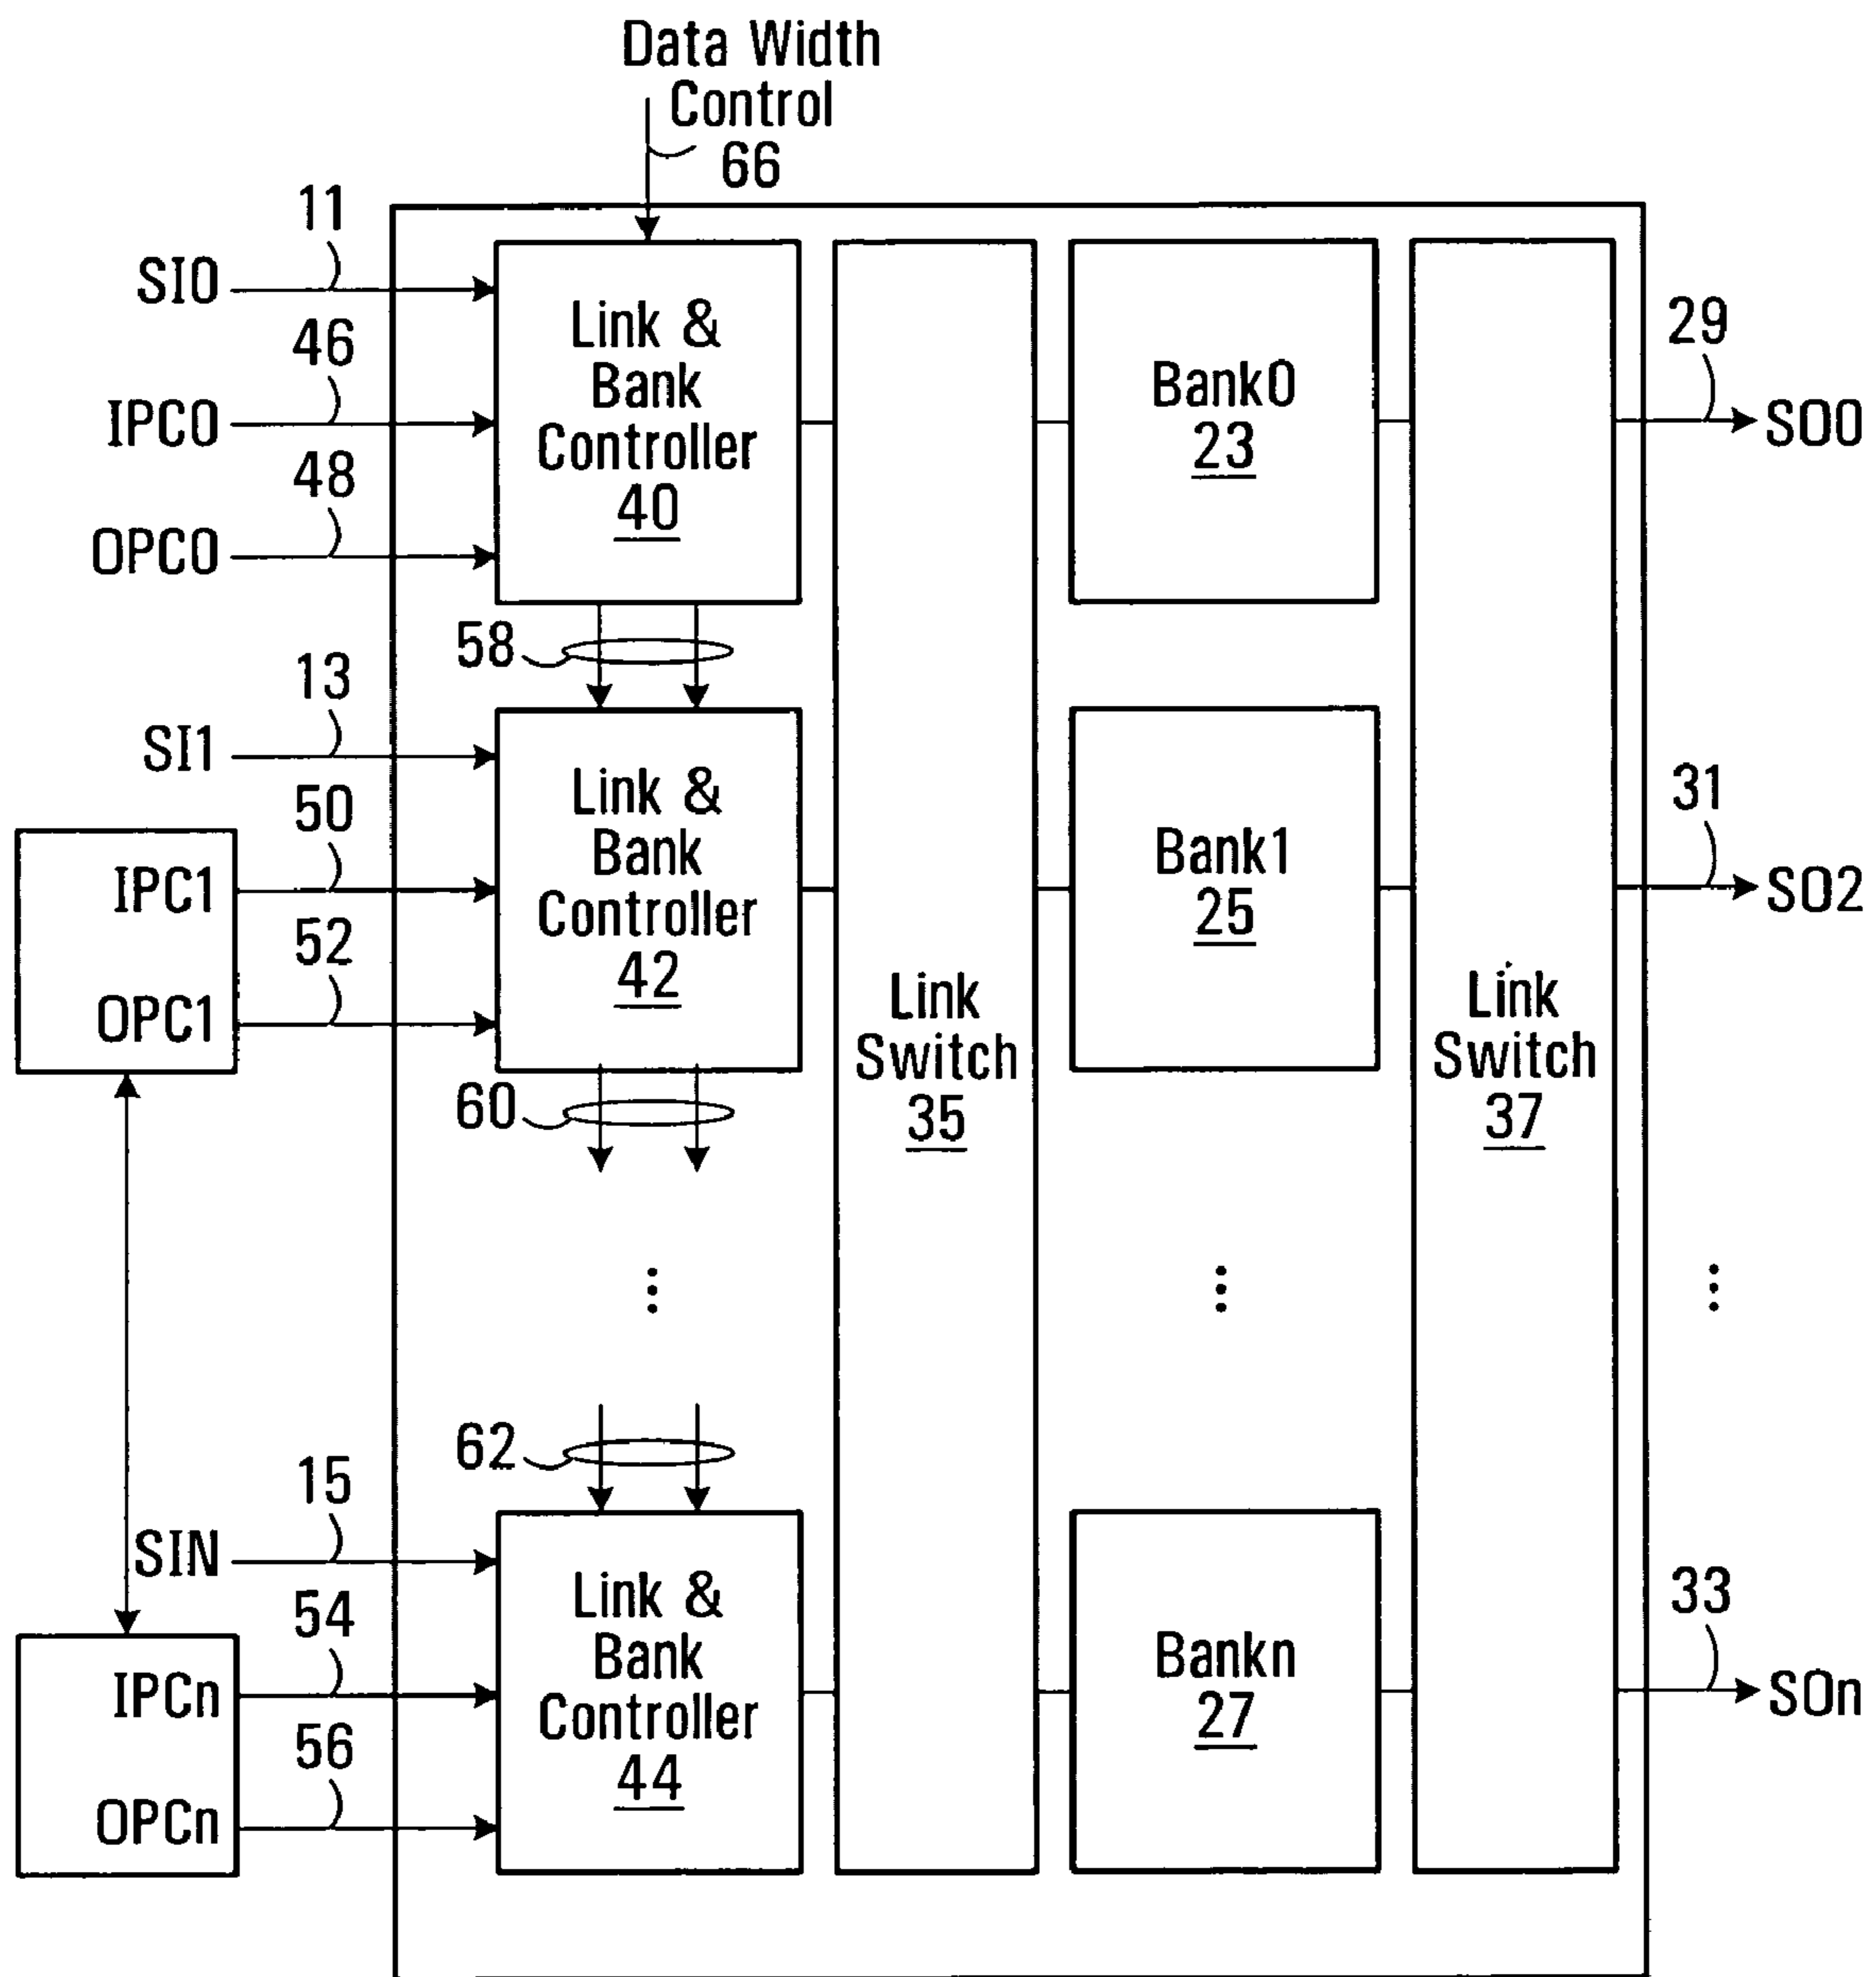 Data Width
Control
66
11
SI0
46
IPC0
48
OPC0
Link &
Bank
Controller
40
Bank0
23
29
SO0
58
13
SI1
50
IPC1
52
OPC1
Link &
Bank
Controller
42
Link
Switch
35
Bank1
25
Link
Switch
37
31
SO2
60
62
15
SIN
54
IPCn
56
OPCn
Link &
Bank
Controller
44
Bankn
27
33
SOn